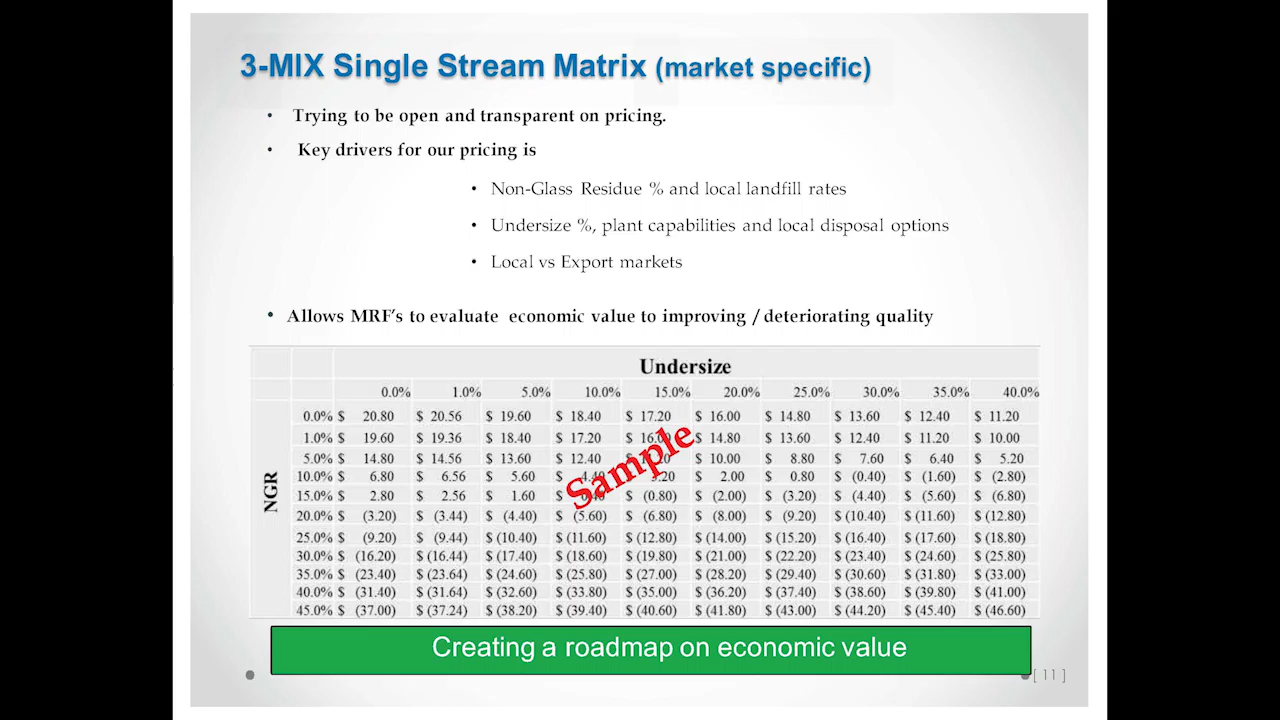 3-MIX Single Stream Matrix (market specific)
• Trying to be open and transparent on pricing.
• Key drivers for our pricing is
• Non-Glass Residue % and local landfill rates
• Undersize %, plant capabilities and local disposal options
• Local vs Export markets
• Allows MRF's to evaluate economic value to improving / deteriorating quality
Undersize
0.0% 1.0% 5.0% 10.0% 15.0% 20.0% 25.0% 30.0% 35.0% 40.0%
NGR
0.0% $ 20.80 $ 20.56 $ 19.60 $ 18.40 $ 17.20 $ 16.00 $ 14.80 $ 13.60 $ 12.40 $ 11.20
1.0% $ 19.60 $ 19.36 $ 18.40 $ 17.20 $ $ 14.80 $ 13.60 $ 12.40 $ 11.20 $ 10.00
5.0% $ 14.80 $ 14.56 $ 13.60 $ 12.40 $ $ 10.00 $ 8.80 $ 7.60 $ 6.40 $ 5.20
10.0% $ 6.80 $ 6.56 $ 5.60 $ $ $ 2.00 $ 0.80 $ (0.40) $ (1.60) $ (2.80)
15.0% $ 2.80 $ 2.56 $ 1.60 $ $ (0.80) $ (2.00) $ (3.20) $ (4.40) $ (5.60) $ (6.80)
20.0% $ (3.20) $ (3.44) $ (4.40) $ (5.60) $ (6.80) $ (8.00) $ (9.20) $ (10.40) $ (11.60) $ (12.80)
25.0% $ (9.20) $ (9.44) $ (10.40) $ (11.60) $ (12.80) $ (14.00) $ (15.20) $ (16.40) $ (17.60) $ (18.80)
30.0% $ (16.20) $ (16.44) $ (17.40) $ (18.60) $ (19.80) $ (21.00) $ (22.20) $ (23.40) $ (24.60) $ (25.80)
35.0% $ (23.40) $ (23.64) $ (24.60) $ (25.80) $ (27.00) $ (28.20) $ (29.40) $ (30.60) $ (31.80) $ (33.00)
40.0% $ (31.40) $ (31.64) $ (32.60) $ (33.80) $ (35.00) $ (36.20) $ (37.40) $ (38.60) $ (39.80) $ (41.00)
45.0% $ (37.00) $ (37.24) $ (38.20) $ (39.40) $ (40.60) $ (41.80) $ (43.00) $ (44.20) $ (45.40) $ (46.60)
Sample
Creating a roadmap on economic value
[ 11 ]